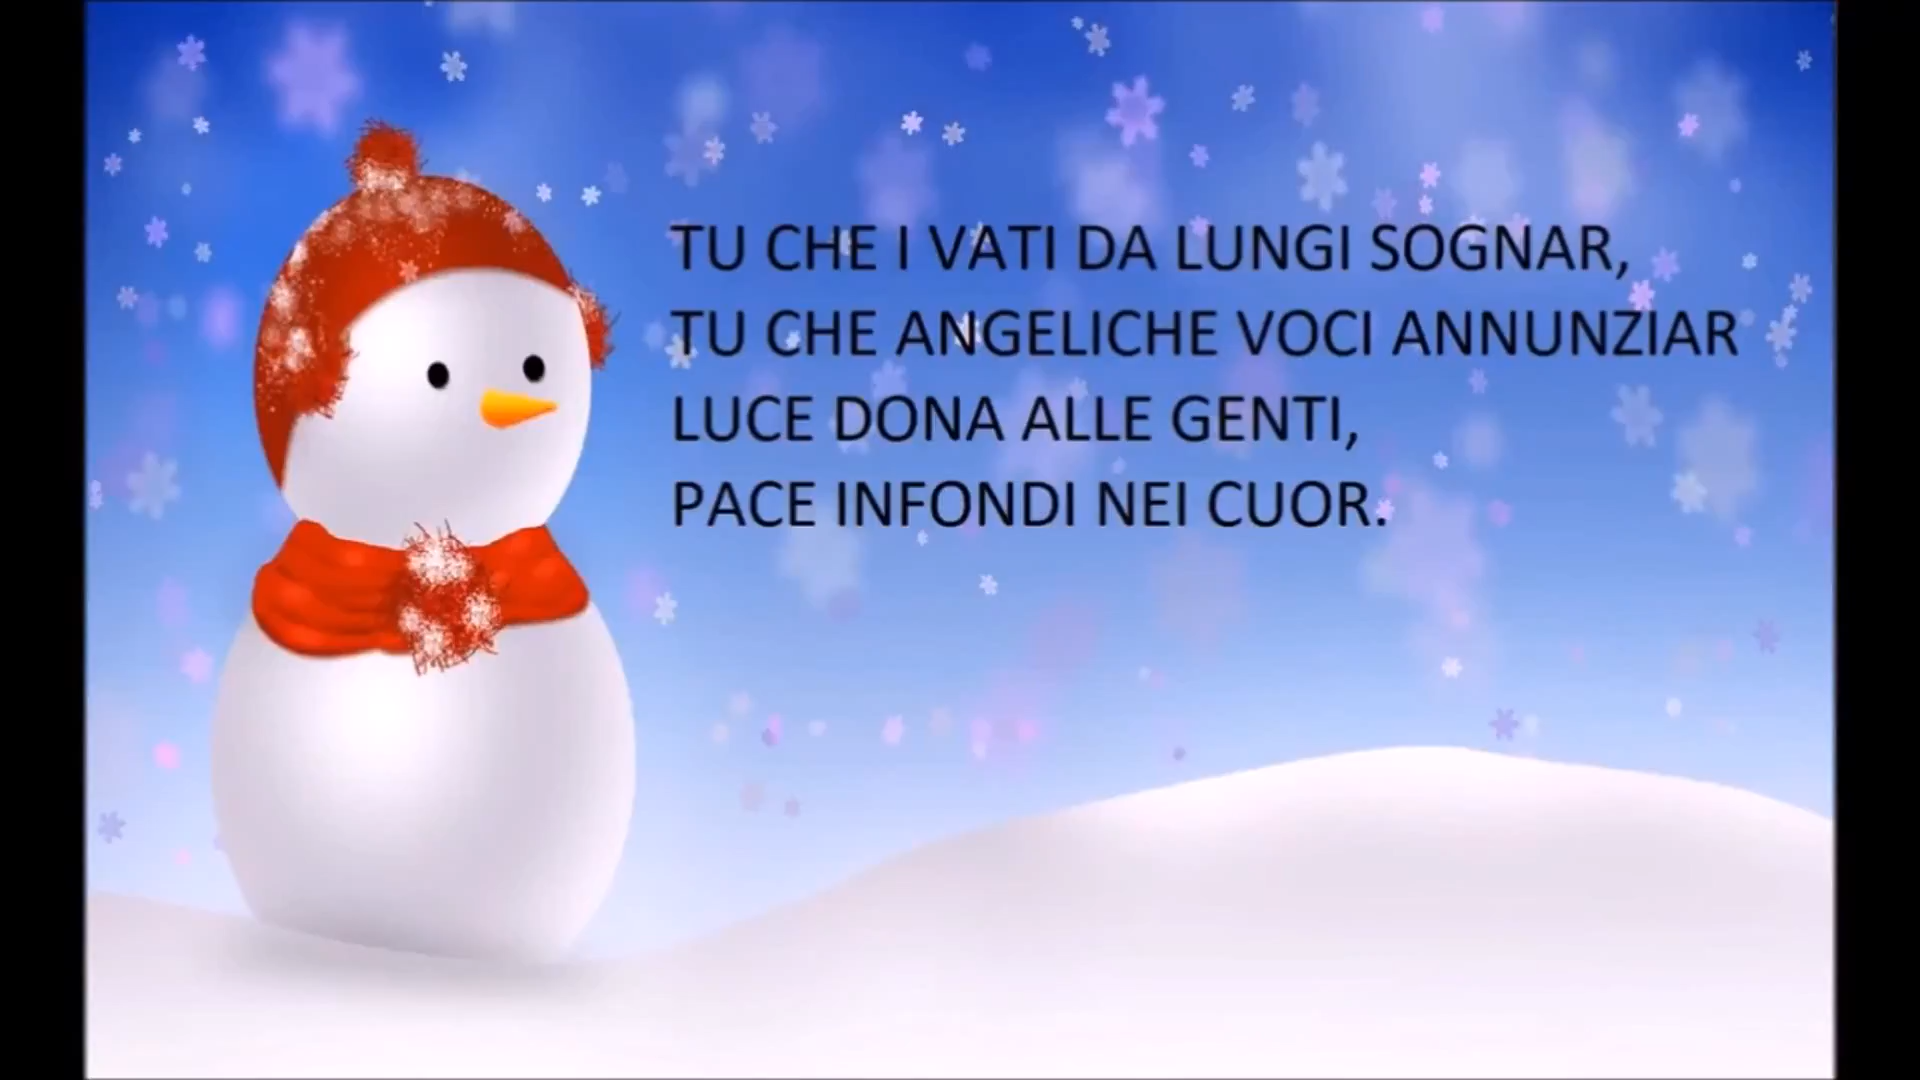 TU CHE I VATI DA LUNGI SOGNAR,
TU CHE ANGELICHE VOCI ANNUNZIAR
LUCE DONA ALLE GENTI,
PACE INFONDI NEI CUOR.